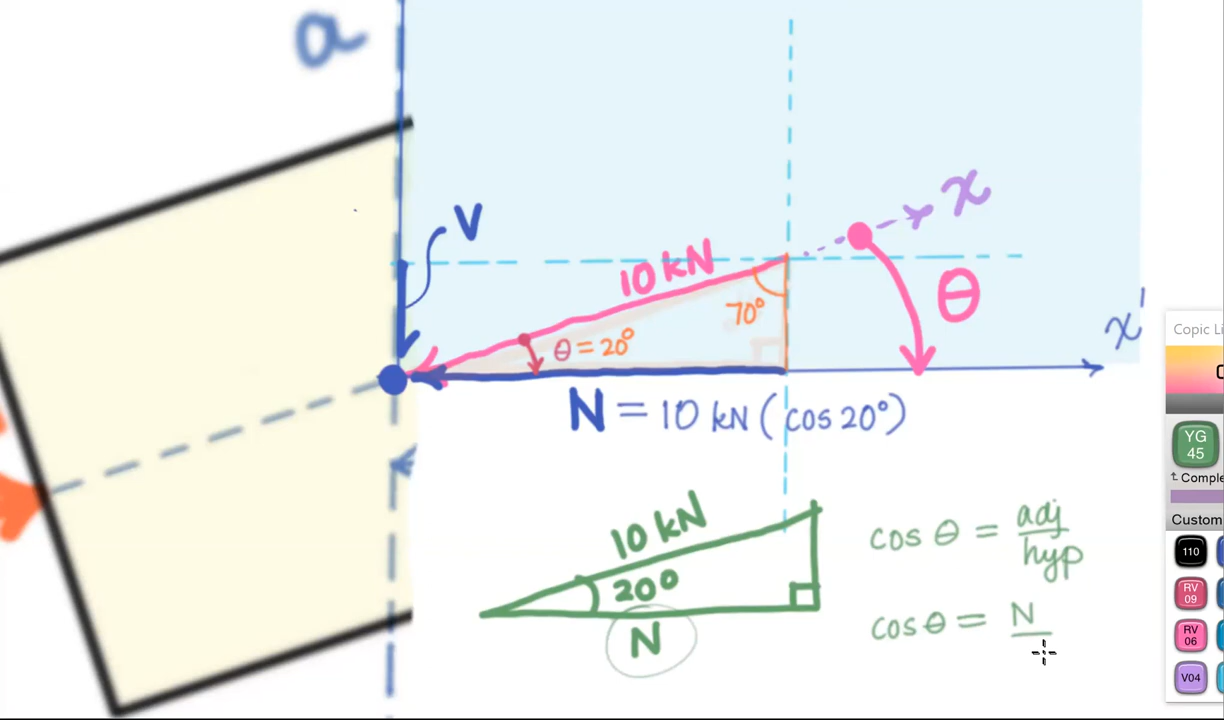 a
V
x
10 kN
θ
70°
θ = 20°
x'
N = 10 kN ( cos 20° )
10 kN
20°
N
cos θ = adj
hyp
cos θ = N
Copic Li
YG
45
Comple
Custom
110
RV
09
RV
06
V04